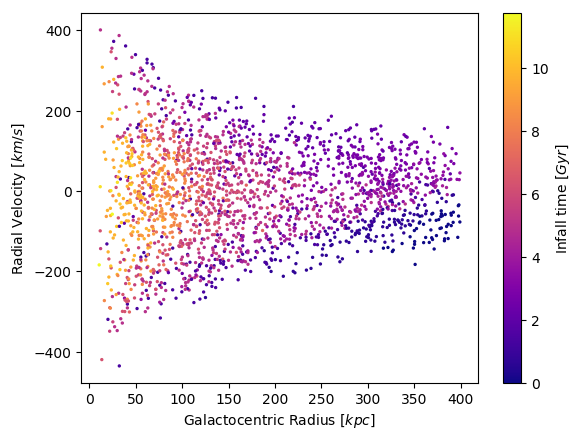 400
200
0
−200
−400
Radial Velocity [km/s]
0 50 100 150 200 250 300 350 400
Galactocentric Radius [kpc]
10
8
6
4
2
0
Infall time [Gyr]